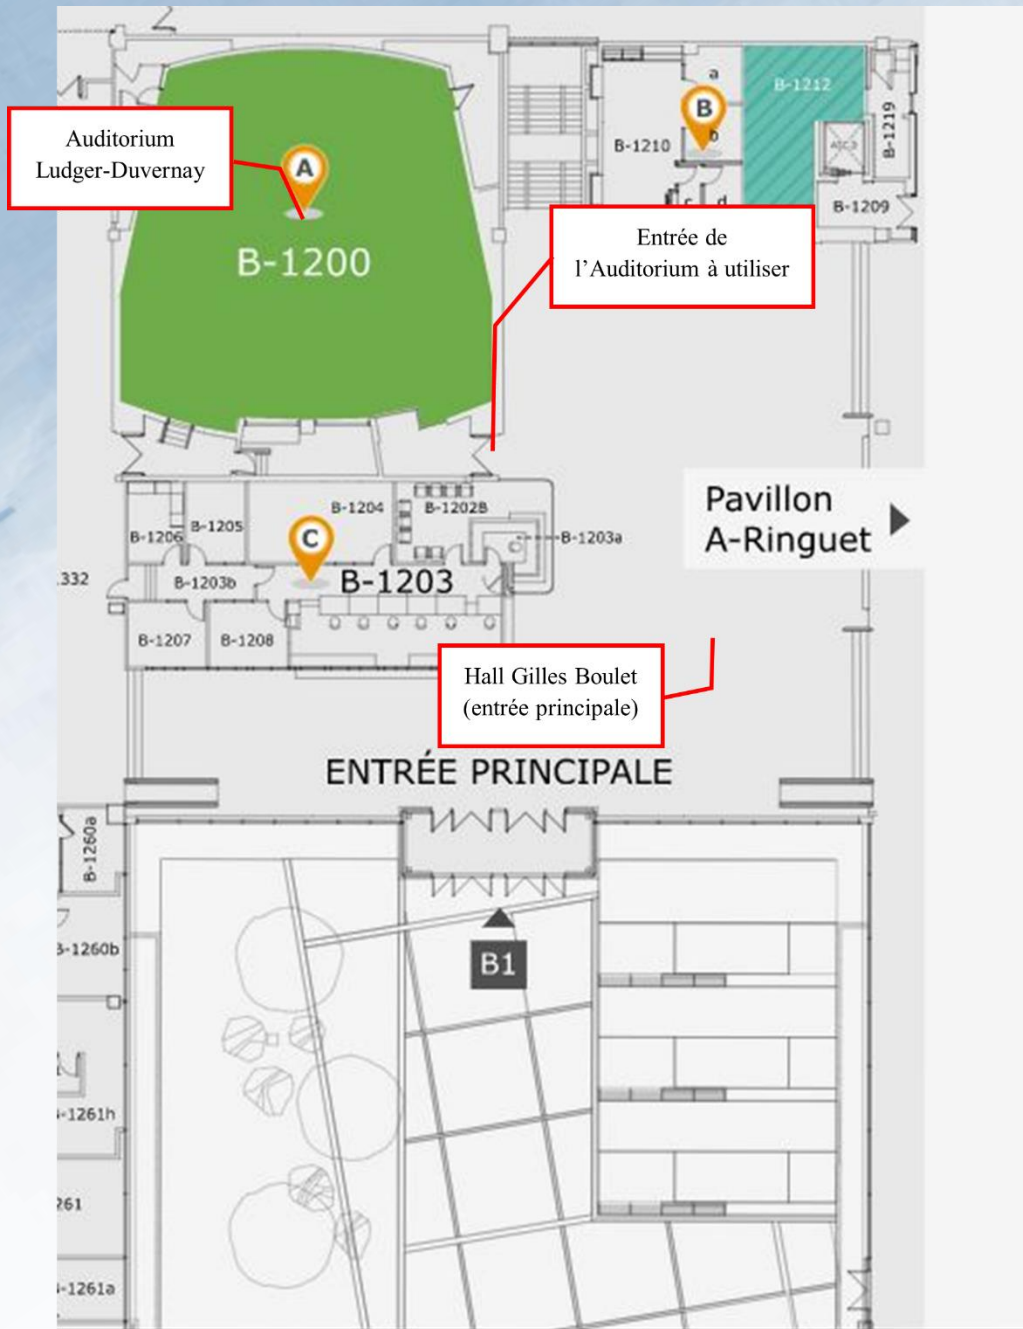 a
B-1212
Auditorium
Ludger-Duvernay
A
B
b
B-1210
B-1219
c
d
B-1209
B-1200
Entrée de
l’Auditorium à utiliser
Pavillon
A-Ringuet
B-1206
B-1205
B-1204
B-1202B
B-1203a
C
332
B-1203b
B-1203
B-1207
B-1208
Hall Gilles Boulet
(entrée principale)
ENTRÉE PRINCIPALE
B-1260a
B-1260b
B1
-1261h
261
-1261a